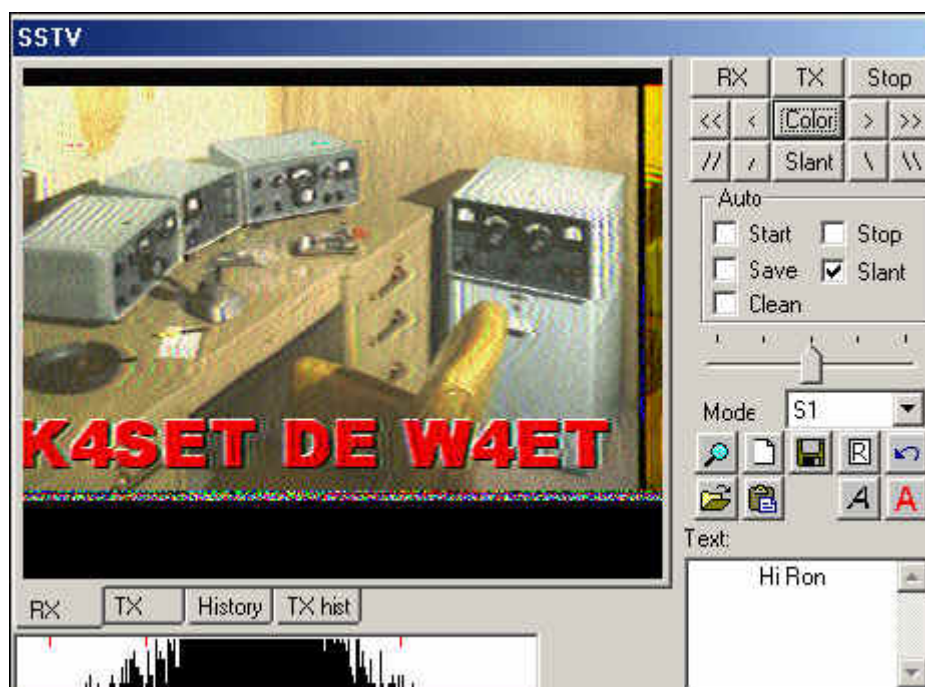 SSTV
RX TX Stop
<< < Color > >>
// / Slant \ \\
Auto
Start Stop
Save Slant
Clean
Mode S1
R
A A
Text:
Hi Ron
K4SET DE W4ET
RX TX History TX hist